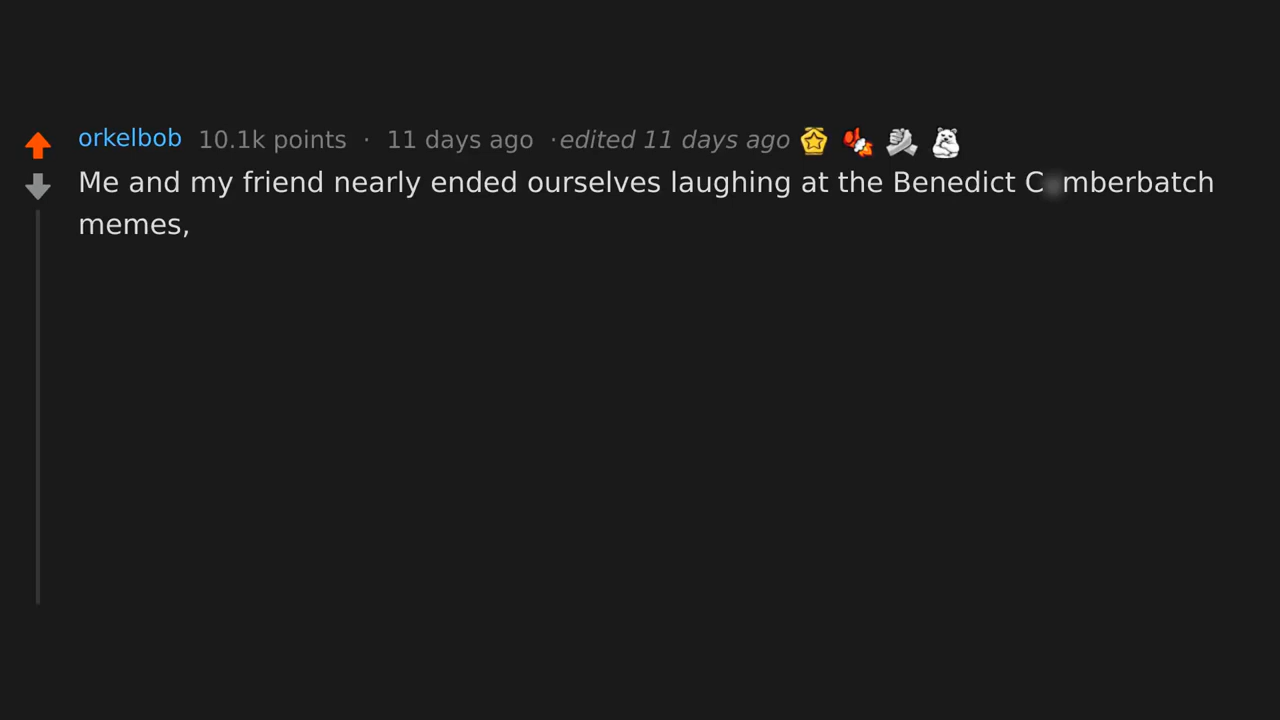 orkelbob 10.1k points · 11 days ago · edited 11 days ago
Me and my friend nearly ended ourselves laughing at the Benedict
memes,